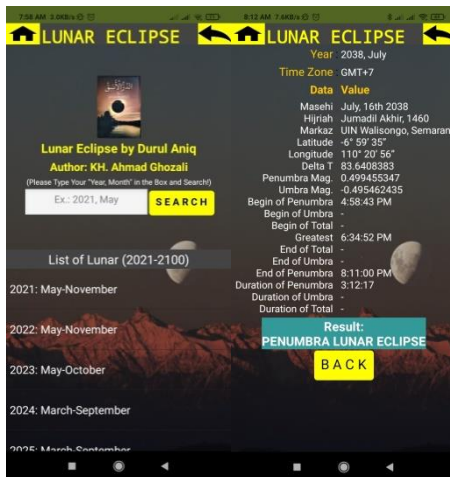 7:58 AM 3.0KB/s
LUNAR ECLIPSE
Lunar Eclipse by Durul Aniq
Author: KH. Ahmad Ghozali
(Please Type Your "Year, Month" in the Box and Search!)
Ex.: 2021, May
SEARCH
List of Lunar (2021-2100)
2021: May-November
2022: May-November
2023: May-October
2024: March-September
2025: March-September
8:12 AM 7.6KB/s
LUNAR ECLIPSE
Year 2038, July
Time Zone GMT+7
Data Value
Masehi July, 16th 2038
Hijriah Jumadil Akhir, 1460
Markaz UIN Walisongo, Semaran
Latitude -6° 59' 35"
Longitude 110° 20' 56"
Delta T 83.6408383
Penumbra Mag. 0.499455347
Umbra Mag. -0.495462435
Begin of Penumbra 4:58:43 PM
Begin of Umbra -
Begin of Total -
Greatest 6:34:52 PM
End of Total -
End of Umbra -
End of Penumbra 8:11:00 PM
Duration of Penumbra 3:12:17
Duration of Umbra -
Duration of Total -
Result:
PENUMBRA LUNAR ECLIPSE
BACK